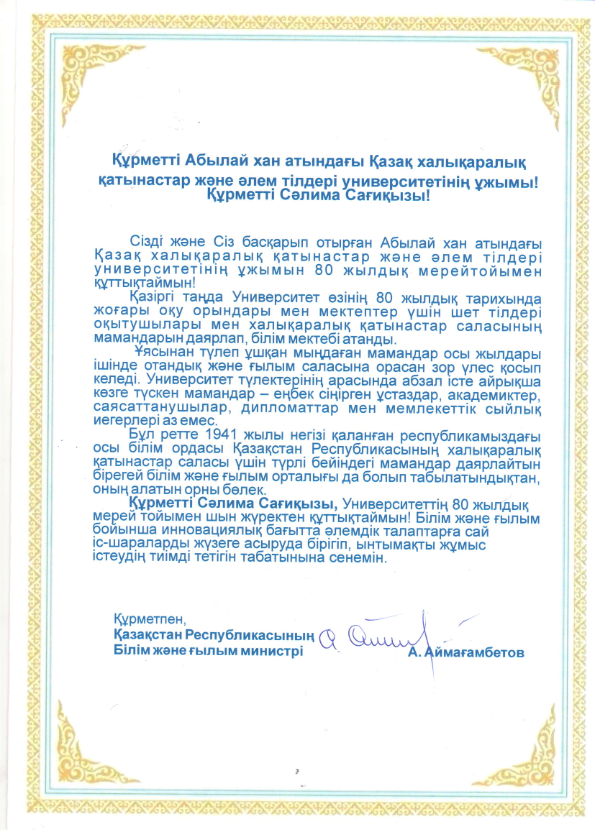 Құрметті Абылай хан атындағы Қазақ халықаралық
қатынастар және әлем тілдері университетінің ұжымы!
Құрметті Сәлима Сағиқызы!
Сізді және Сіз басқарып отырған Абылай хан атындағы
Қазақ халықаралық қатынастар және әлем тілдері
университетінің ұжымын 80 жылдық мерейтойымен
құттықтаймын!
Қазіргі таңда Университет өзінің 80 жылдық тарихында
жоғары оқу орындары мен мектептер үшін шет тілдері
оқытушылары мен халықаралық қатынастар саласының
мамандарын даярлап, білім мектебі атанды.
Ұясынан түлеп ұшқан мыңдаған мамандар осы жылдары
ішінде отандық және ғылым саласына орасан зор үлес қосып
келеді. Университет түлектерінің арасында абзал істе айрықша
көзге түскен мамандар – еңбек сіңірген ұстаздар, академиктер,
саясаттанушылар, дипломаттар мен мемлекеттік сыйлық
иегерлері аз емес.
Бұл ретте 1941 жылы негізі қаланған республикамыздағы
осы білім ордасы Қазақстан Республикасының халықаралық
қатынастар саласы үшін түрлі бейіндегі мамандар даярлайтын
бірегей білім және ғылым орталығы да болып табылатындықтан,
оның алатын орны бөлек.
Құрметті Сәлима Сағиқызы, Университеттің 80 жылдық
мерей тойымен шын жүректен құттықтаймын! Білім және ғылым
бойынша инновациялық бағытта әлемдік талаптарға сай
іс-шараларды жүзеге асыруда бірігіп, ынтымақты жұмыс
істеудің тиімді тетігін табатынына сенемін.
Құрметпен,
Қазақстан Республикасының
Білім және ғылым министрі А. Аймағамбетов